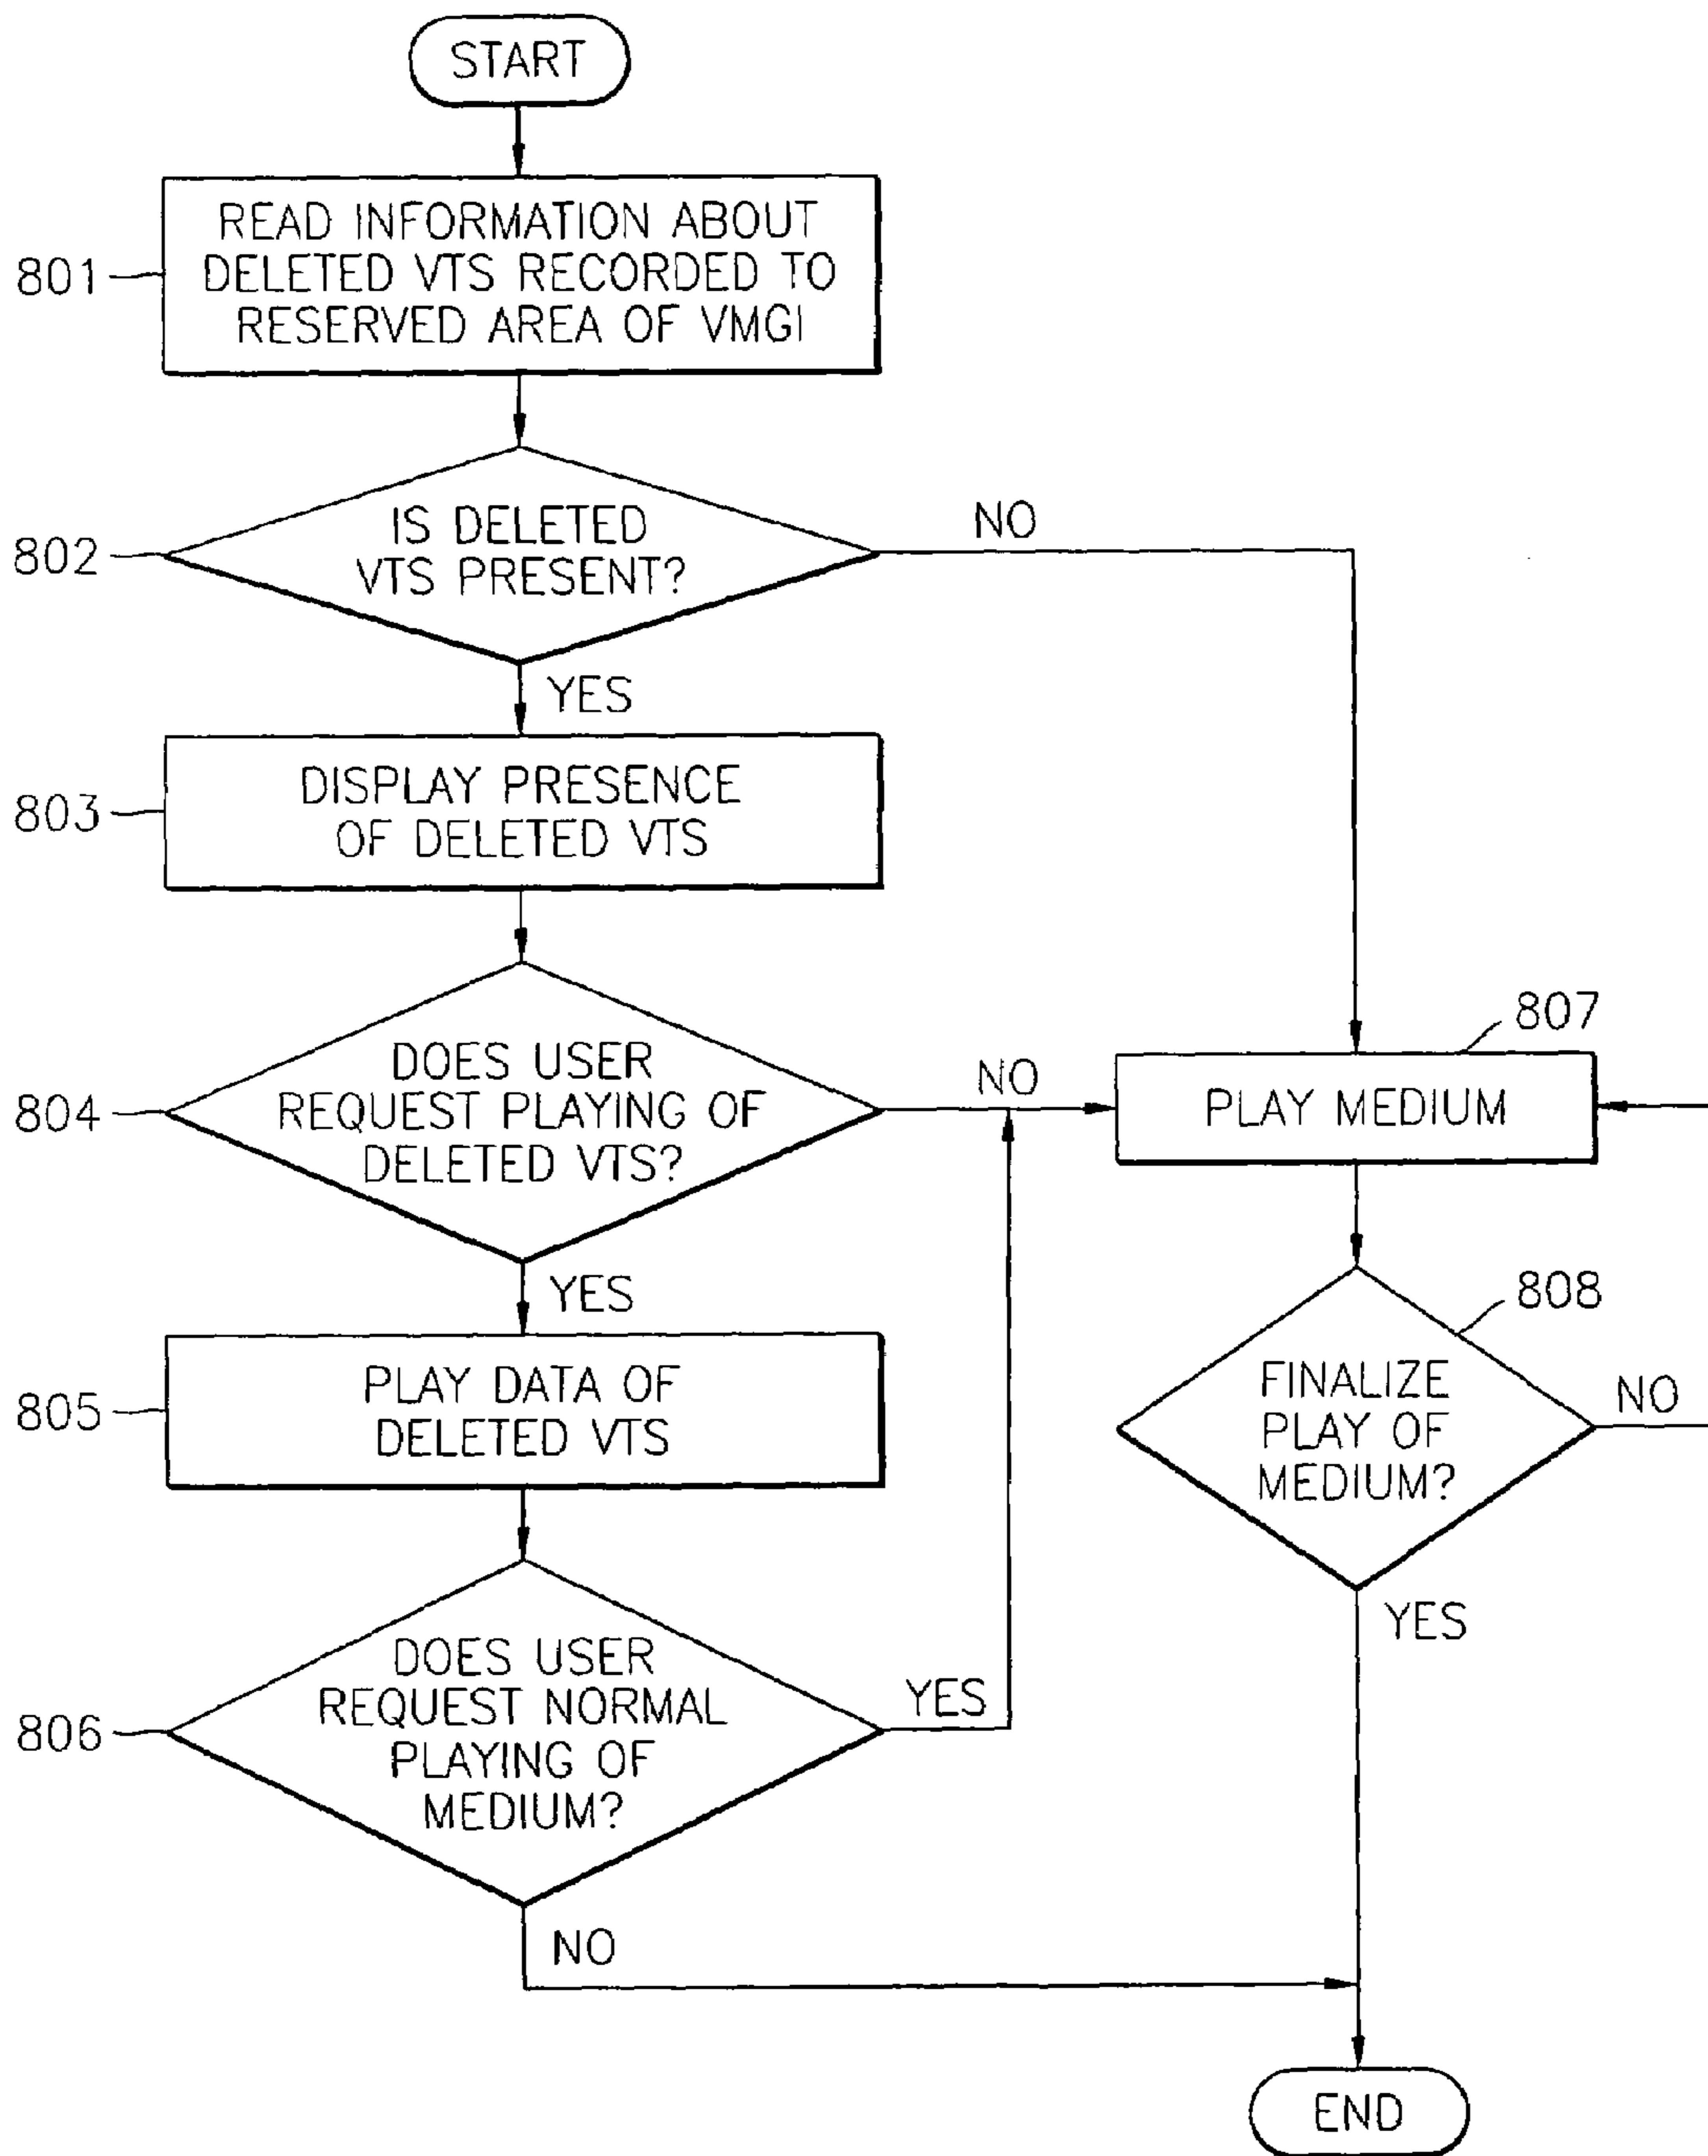 START
READ INFORMATION ABOUT
DELETED VTS RECORDED TO
RESERVED AREA OF VMGI
801
IS DELETED
VTS PRESENT?
802
NO
YES
DISPLAY PRESENCE
OF DELETED VTS
803
DOES USER
REQUEST PLAYING OF
DELETED VTS?
804
NO
YES
807
PLAY MEDIUM
808
FINALIZE
PLAY OF
MEDIUM?
NO
YES
PLAY DATA OF
DELETED VTS
805
DOES USER
REQUEST NORMAL
PLAYING OF
MEDIUM?
806
YES
NO
END